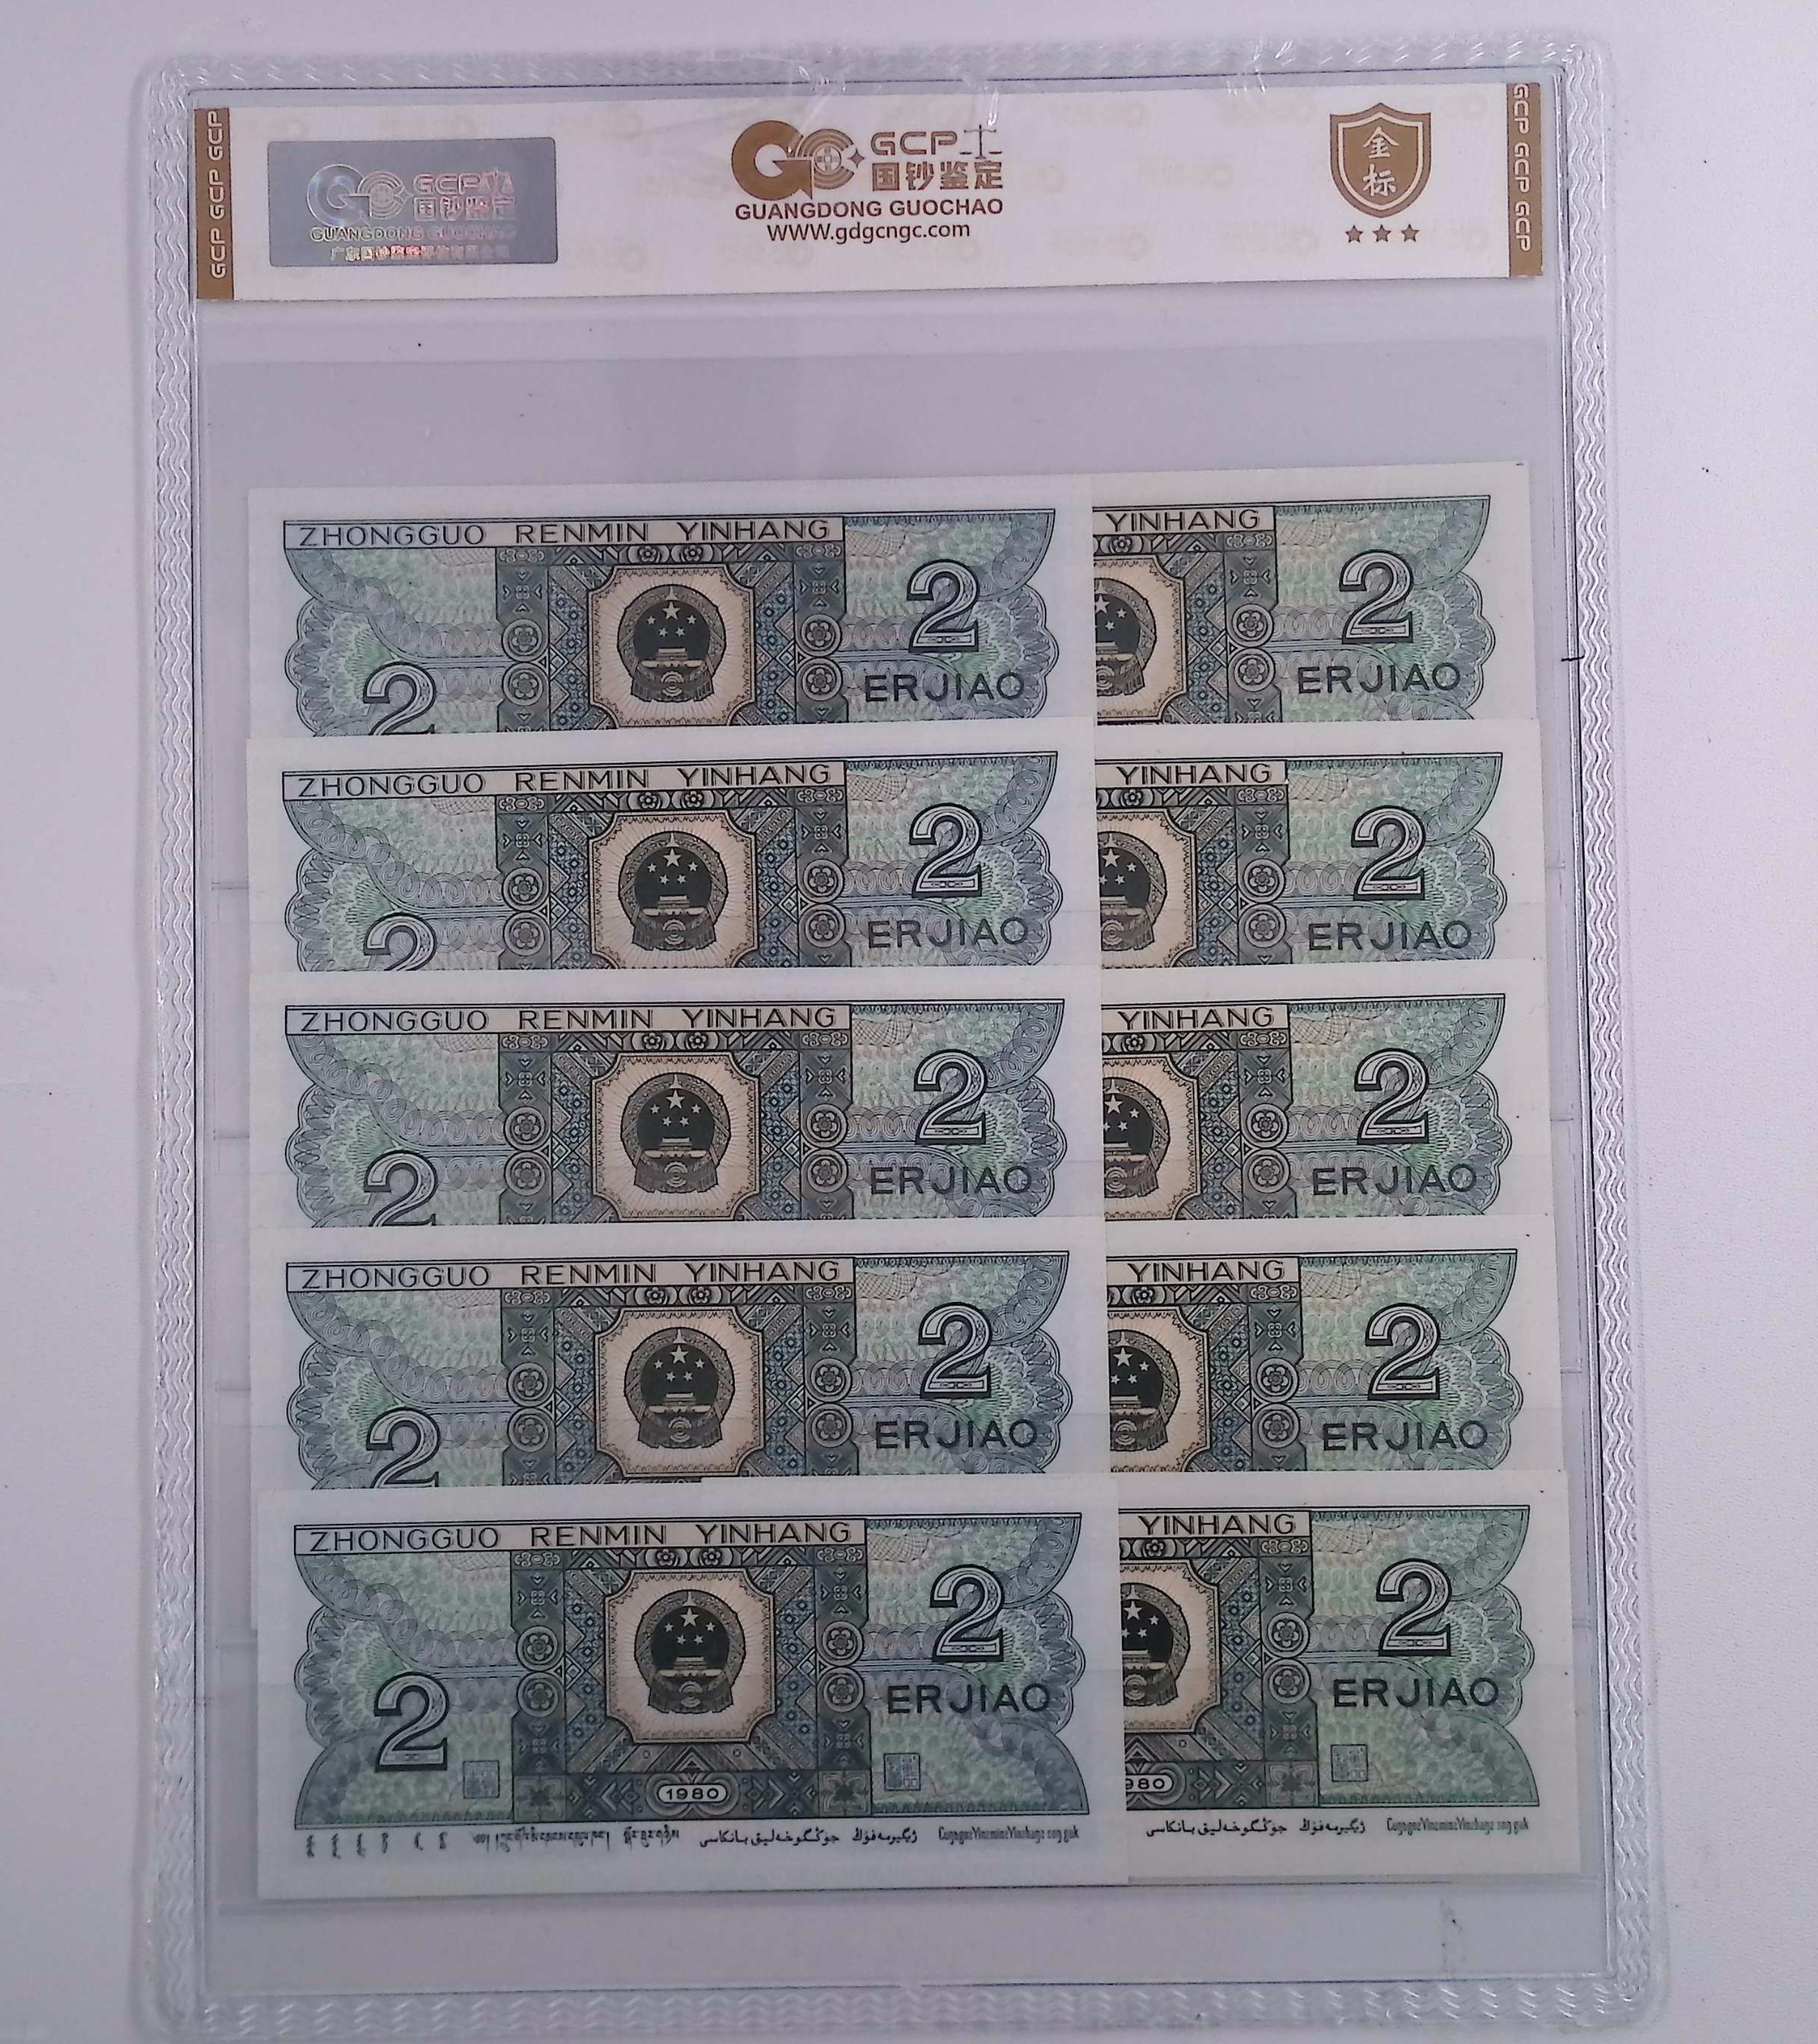 GCP GCP GCP
GCP
国钞鉴定
GUANGDONG GUOCHAO
GCP
国钞鉴定
GUANGDONG GUOCHAO
WWW.gdgcngc.com
金
标
GCP GCP GCP
ZHONGGUO RENMIN YINHANG
2
2
ERJIAO
YINHANG
2
ERJIAO
ZHONGGUO RENMIN YINHANG
2
2
ERJIAO
YINHANG
2
ERJIAO
ZHONGGUO RENMIN YINHANG
2
2
ERJIAO
YINHANG
2
ERJIAO
ZHONGGUO RENMIN YINHANG
2
2
ERJIAO
YINHANG
2
ERJIAO
ZHONGGUO RENMIN YINHANG
2
2
ERJIAO
1980
YINHANG
2
ERJIAO
980